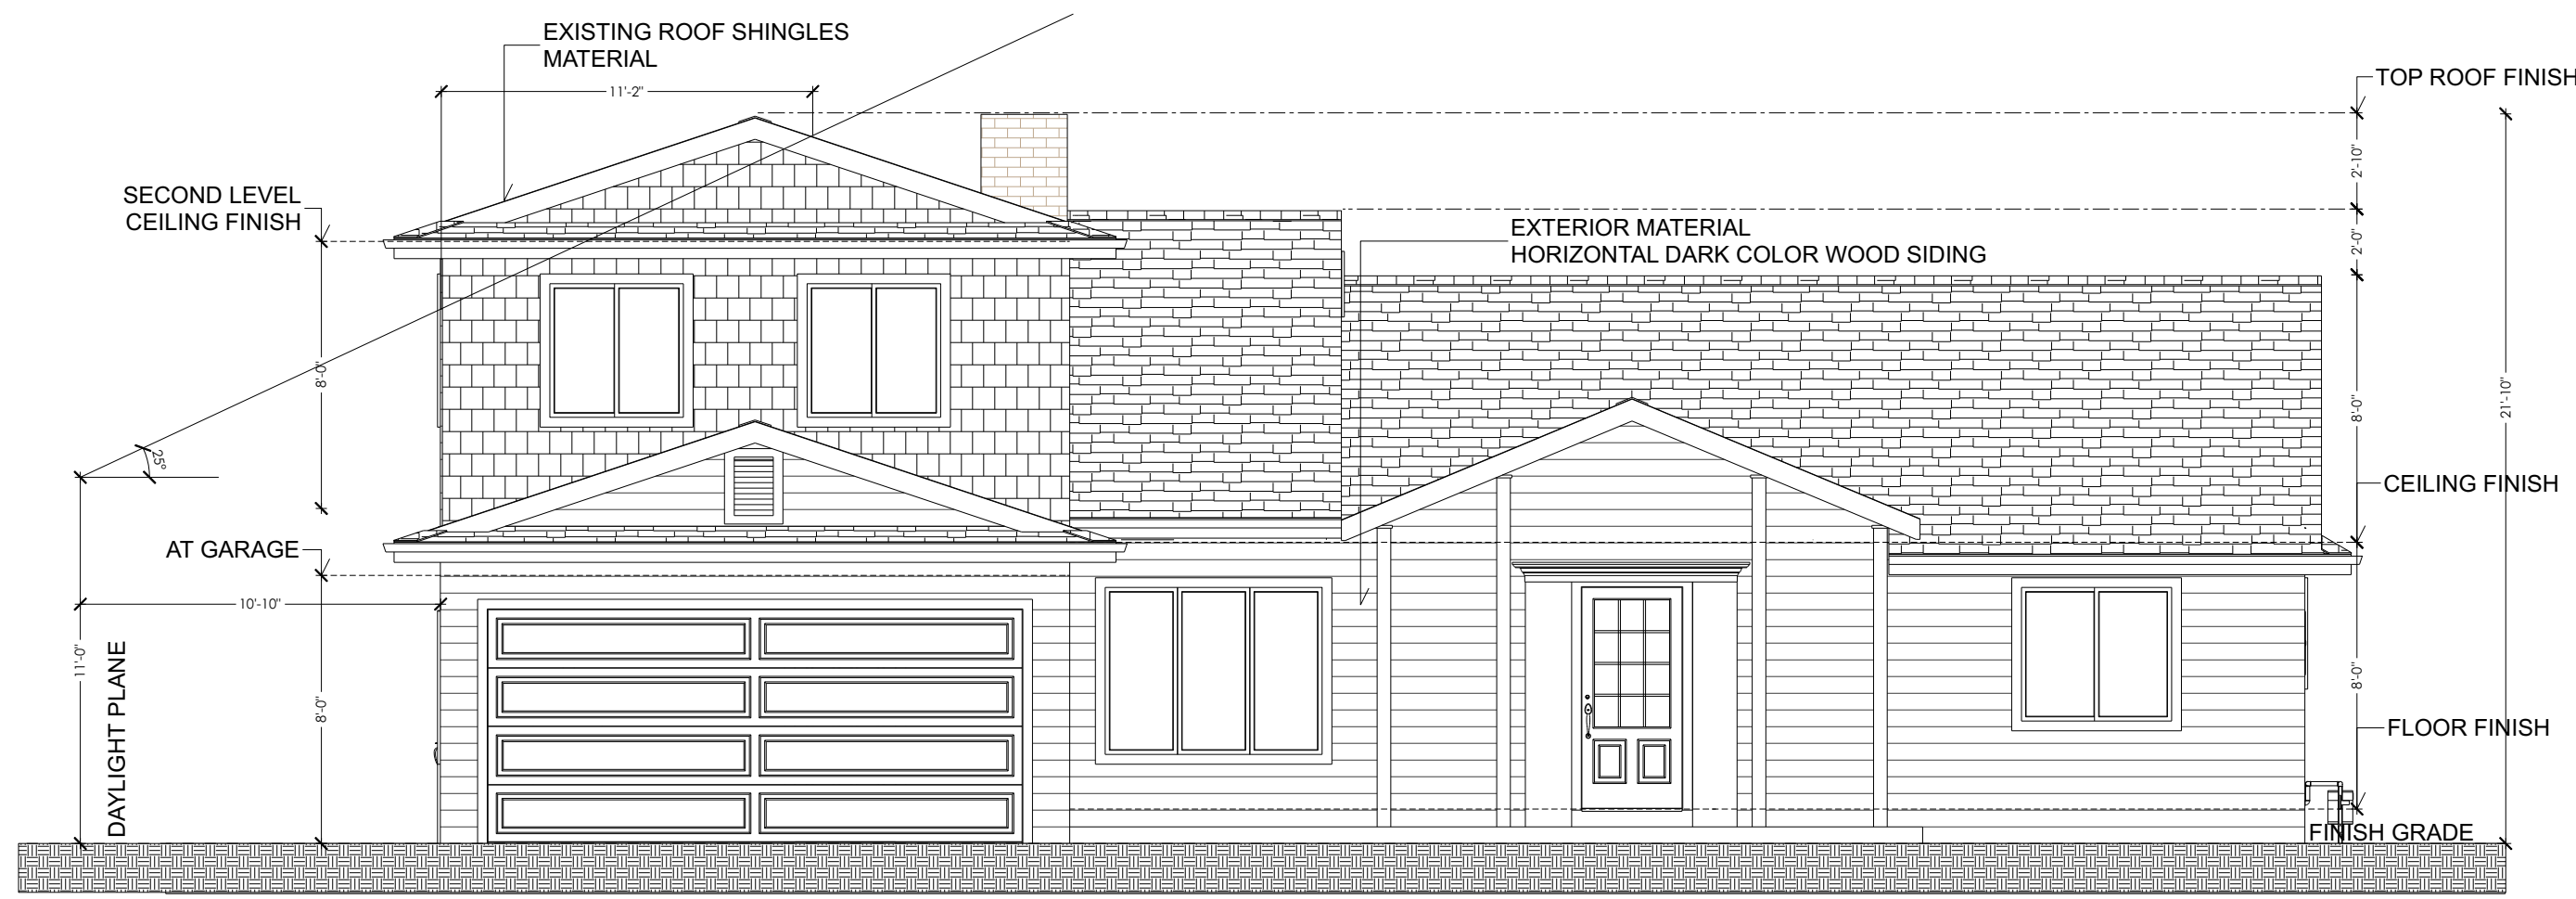 EXISTING ROOF SHINGLES
MATERIAL
TOP ROOF FINISH
11'-2"
2'-10"
SECOND LEVEL
CEILING FINISH
EXTERIOR MATERIAL
HORIZONTAL DARK COLOR WOOD SIDING
2'-0"
8'-0"
8'-0"
21'-10"
25°
CEILING FINISH
AT GARAGE
10'-10"
11'-0"
DAYLIGHT PLANE
8'-0"
8'-0"
FLOOR FINISH
FINISH GRADE